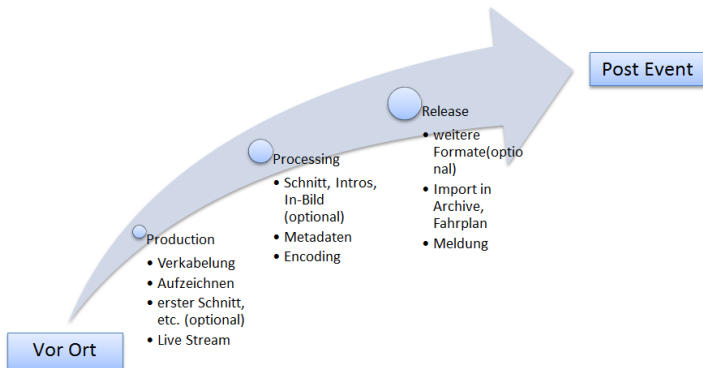 Post Event
Release
• weitere
Formate(optio
nal)
• Import in
Archive,
Fahrplan
• Meldung
Processing
• Schnitt, Intros,
In-Bild
(optional)
• Metadaten
• Encoding
Production
• Verkabelung
• Aufzeichnen
• erster Schnitt,
etc. (optional)
• Live Stream
Vor Ort